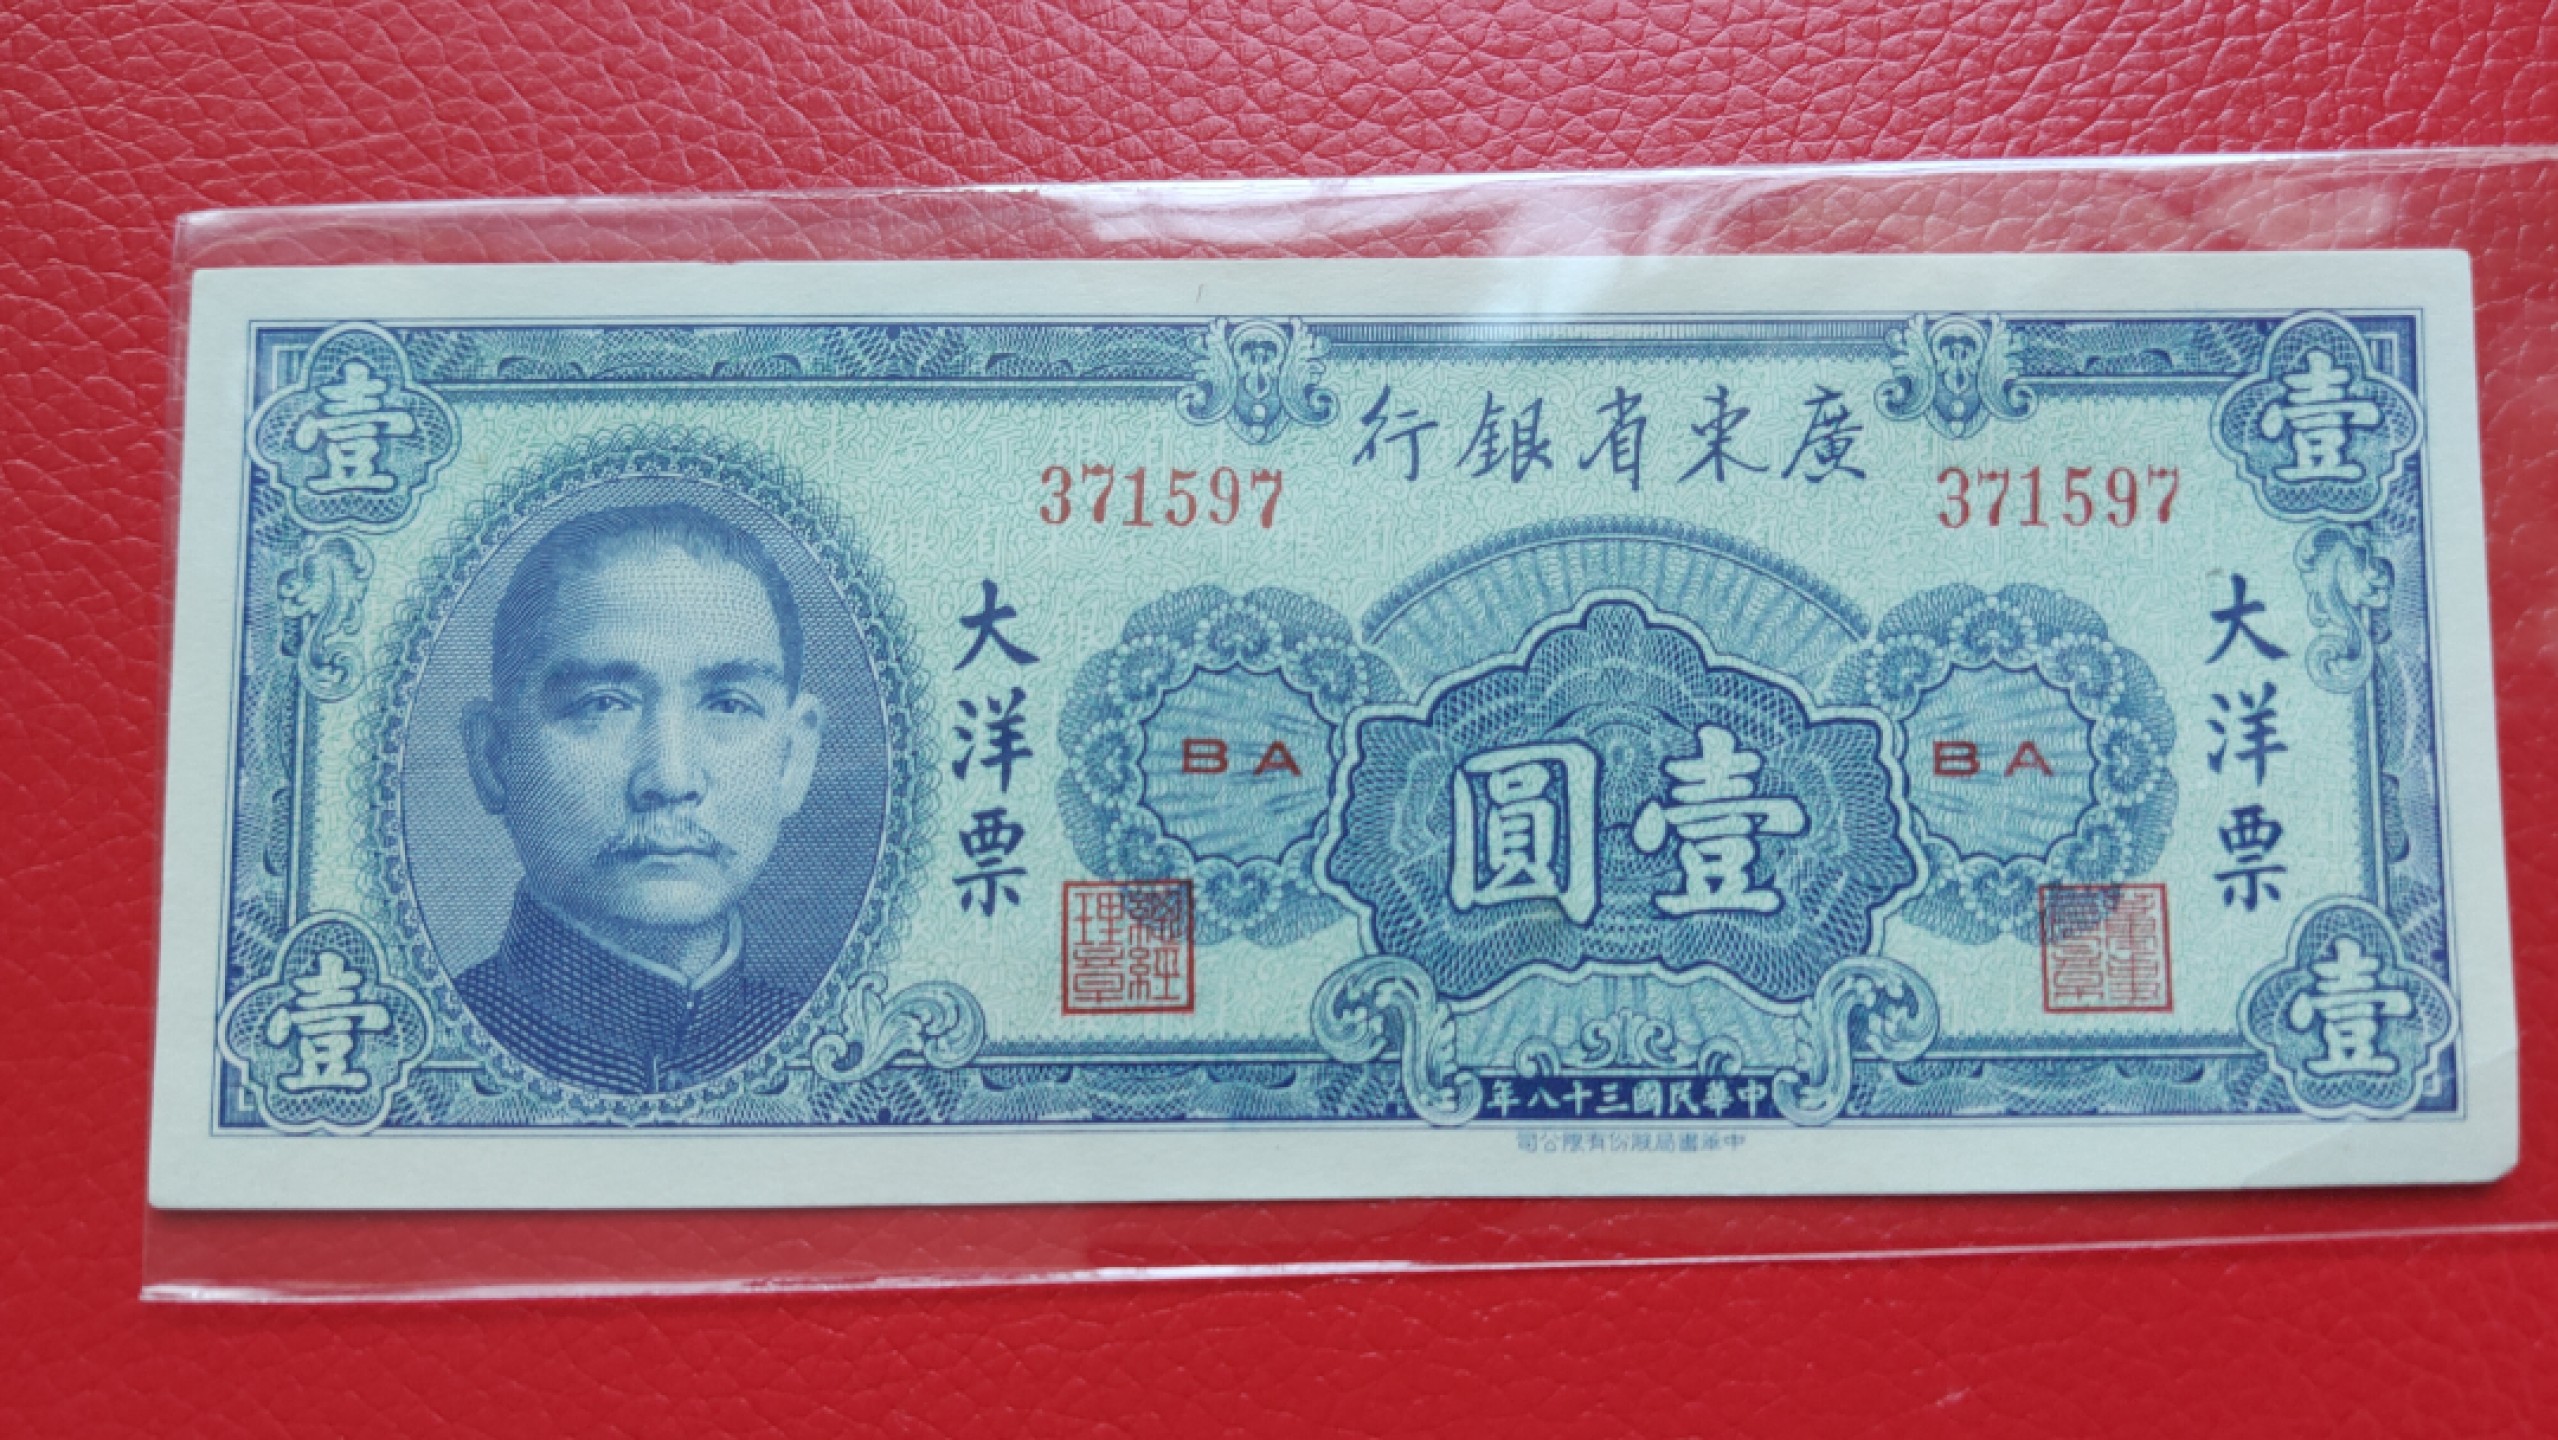 廣東省銀行
371597
371597
壹
壹
大洋票
大洋票
BA
BA
壹圓
總經理章
壹
壹
中華民國三十八年
中華書局股份有限公司